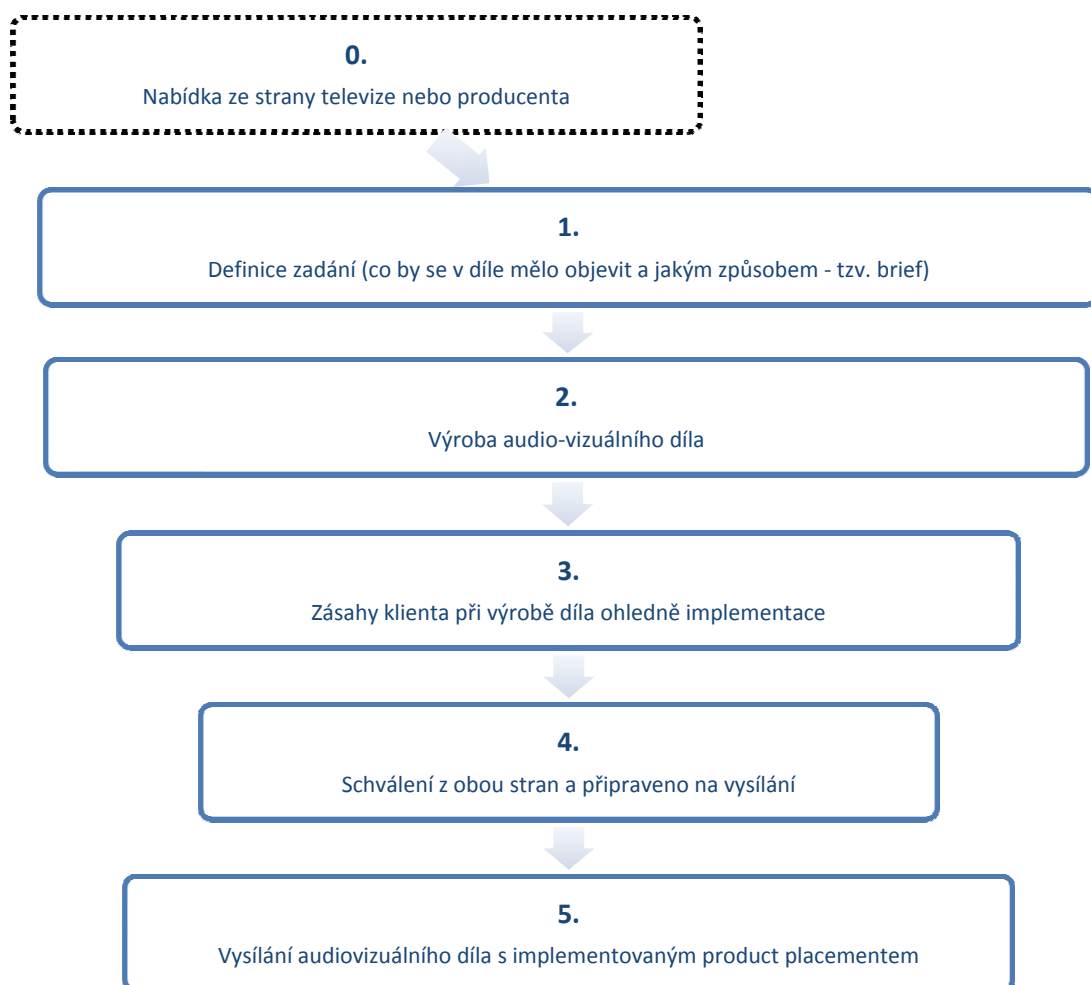 0.
Nabídka ze strany televize nebo producenta
1.
Definice zadání (co by se v díle mělo objevit a jakým způsobem - tzv. brief)
2.
Výroba audio-vizuálního díla
3.
Zásahy klienta při výrobě díla ohledně implementace
4.
Schválení z obou stran a připraveno na vysílání
5.
Vysílání audiovizuálního díla s implementovaným product placementem